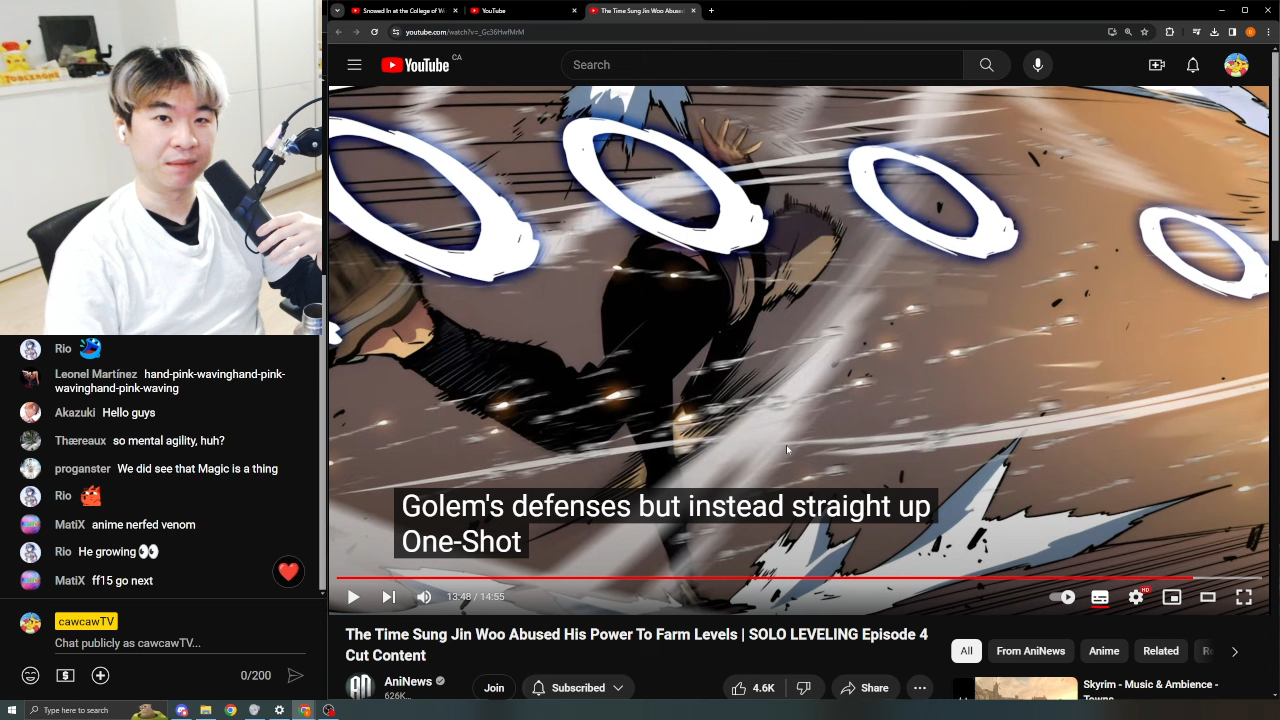 Snowed In at the College of W
YouTube
The Time Sung Jin Woo Abused
youtube.com/watch?v=_Gc36HwfMrM
TOBLERONE
YouTube CA
Search
Golem's defenses but instead straight up
One-Shot
13:48 / 14:55
HD
The Time Sung Jin Woo Abused His Power To Farm Levels | SOLO LEVELING Episode 4
Cut Content
AniNews
626K
Join
Subscribed
4.6K
Share
All
From AniNews
Anime
Related
Skyrim - Music & Ambience -
Towns
Rio
Leonel Martínez hand-pink-wavinghand-pink-
wavinghand-pink-waving
Akazuki Hello guys
Thæreaux so mental agility, huh?
proganster We did see that Magic is a thing
Rio
MatiX anime nerfed venom
Rio He growing
MatiX ff15 go next
cawcawTV
Chat publicly as cawcawTV...
0/200
Type here to search